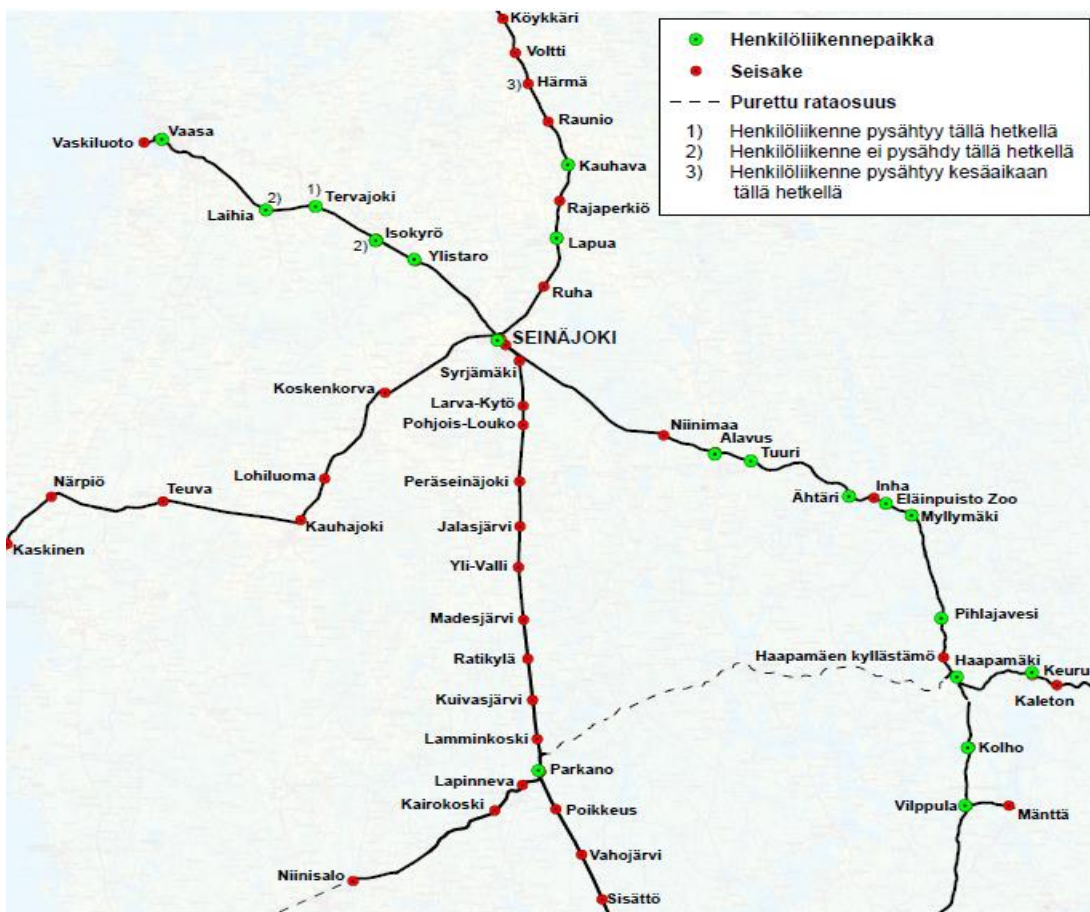 Köykkäri
Voltti
3) Härmä
Raunio
Kauhava
Rajaperkiö
Lapua
Ruha
Henkilöliikennepaikka
Seisake
Purettu rataosuus
1) Henkilöliikenne pysähtyy tällä hetkellä
2) Henkilöliikenne ei pysähdy tällä hetkellä
3) Henkilöliikenne pysähtyy kesäaikaan
tällä hetkellä
Vaasa
Vaskiluoto
1) Tervajoki
2)
Laihia
Isokyrö
2)
Ylistaro
SEINÄJOKI
Syrjämäki
Koskenkorva
Larva-Kytö
Pohjois-Louko
Niinimaa
Alavus
Tuuri
Lohiluoma
Peräseinäjoki
Närpiö
Teuva
Inha
Ähtäri
Eläinpuisto Zoo
Myllymäki
Kauhajoki
Jalasjärvi
Kaskinen
Yli-Valli
Madesjärvi
Pihlajavesi
Ratikylä
Haapamäen kyllästämö
Haapamäki
Keuru
Kaleton
Kuivasjärvi
Lamminkoski
Kolho
Parkano
Lapinneva
Kairokoski
Poikkeus
Vilppula
Mänttä
Vahojärvi
Niinisalo
Sisättö